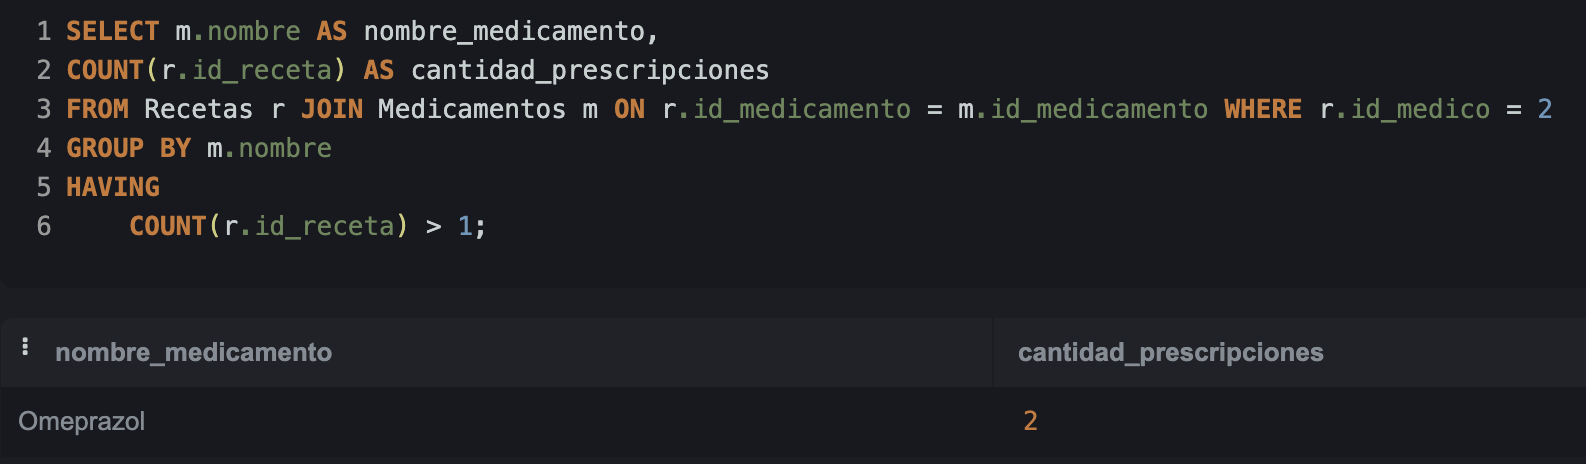 1 SELECT m.nombre AS nombre_medicamento,
2 COUNT(r.id_receta) AS cantidad_prescripciones
3 FROM Recetas r JOIN Medicamentos m ON r.id_medicamento = m.id_medicamento WHERE r.id_medico = 2
4 GROUP BY m.nombre
5 HAVING
6     COUNT(r.id_receta) > 1;
nombre_medicamento cantidad_prescripciones
Omeprazol 2